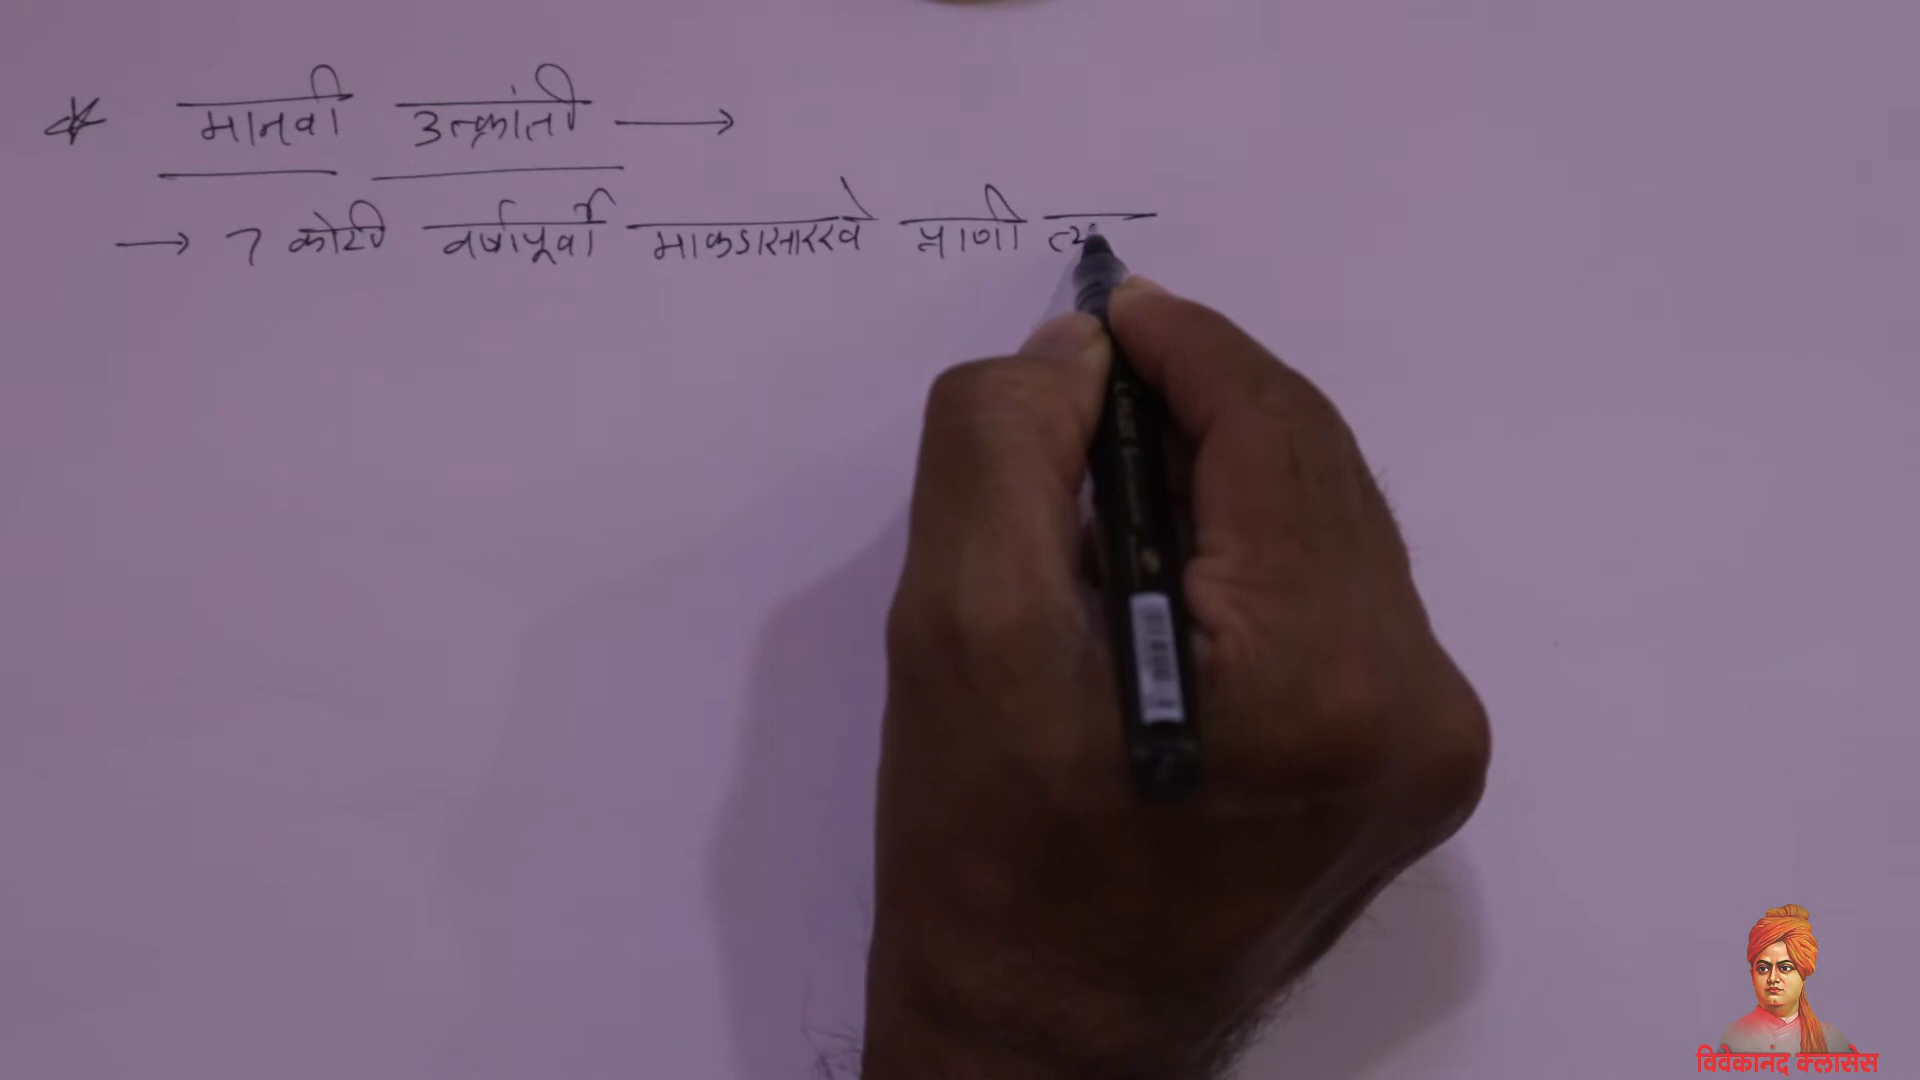 * मानवी उत्क्रांती →
→ 7 कोटी वर्षापूर्वी माकडासारखे प्राणी
विवेकानंद क्लासेस